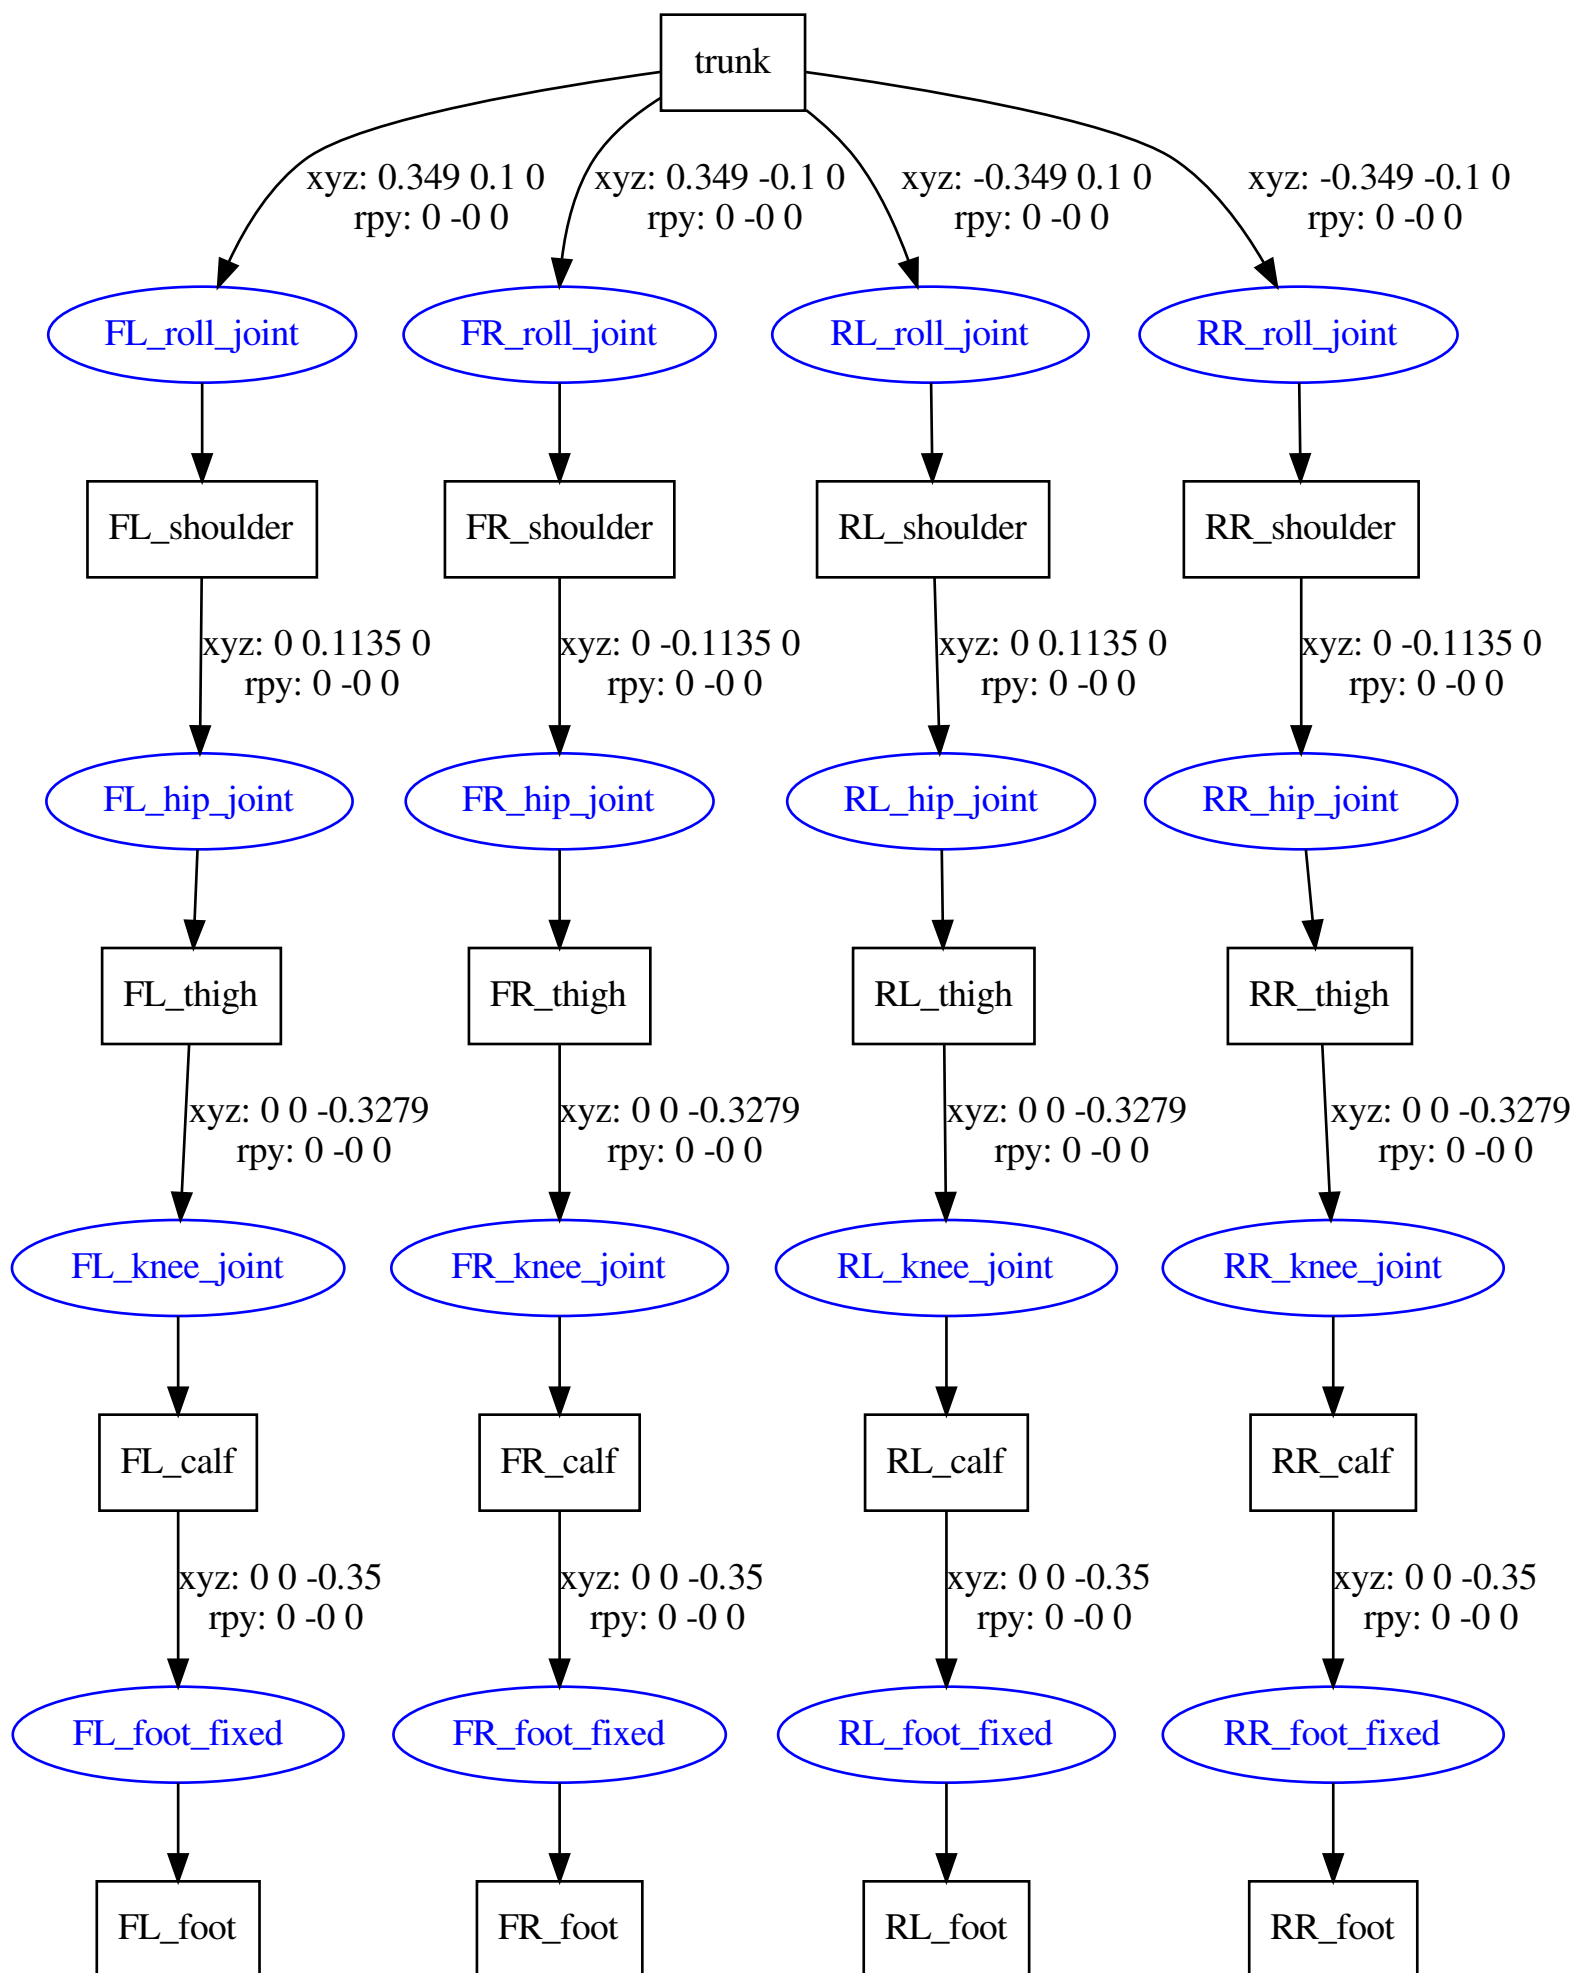 trunk
xyz: 0.349 0.1 0
rpy: 0 -0 0
xyz: 0.349 -0.1 0
rpy: 0 -0 0
xyz: -0.349 0.1 0
rpy: 0 -0 0
xyz: -0.349 -0.1 0
rpy: 0 -0 0
FL_roll_joint
FR_roll_joint
RL_roll_joint
RR_roll_joint
FL_shoulder
FR_shoulder
RL_shoulder
RR_shoulder
xyz: 0 0.1135 0
rpy: 0 -0 0
xyz: 0 -0.1135 0
rpy: 0 -0 0
xyz: 0 0.1135 0
rpy: 0 -0 0
xyz: 0 -0.1135 0
rpy: 0 -0 0
FL_hip_joint
FR_hip_joint
RL_hip_joint
RR_hip_joint
FL_thigh
FR_thigh
RL_thigh
RR_thigh
xyz: 0 0 -0.3279
rpy: 0 -0 0
xyz: 0 0 -0.3279
rpy: 0 -0 0
xyz: 0 0 -0.3279
rpy: 0 -0 0
xyz: 0 0 -0.3279
rpy: 0 -0 0
FL_knee_joint
FR_knee_joint
RL_knee_joint
RR_knee_joint
FL_calf
FR_calf
RL_calf
RR_calf
xyz: 0 0 -0.35
rpy: 0 -0 0
xyz: 0 0 -0.35
rpy: 0 -0 0
xyz: 0 0 -0.35
rpy: 0 -0 0
xyz: 0 0 -0.35
rpy: 0 -0 0
FL_foot_fixed
FR_foot_fixed
RL_foot_fixed
RR_foot_fixed
FL_foot
FR_foot
RL_foot
RR_foot